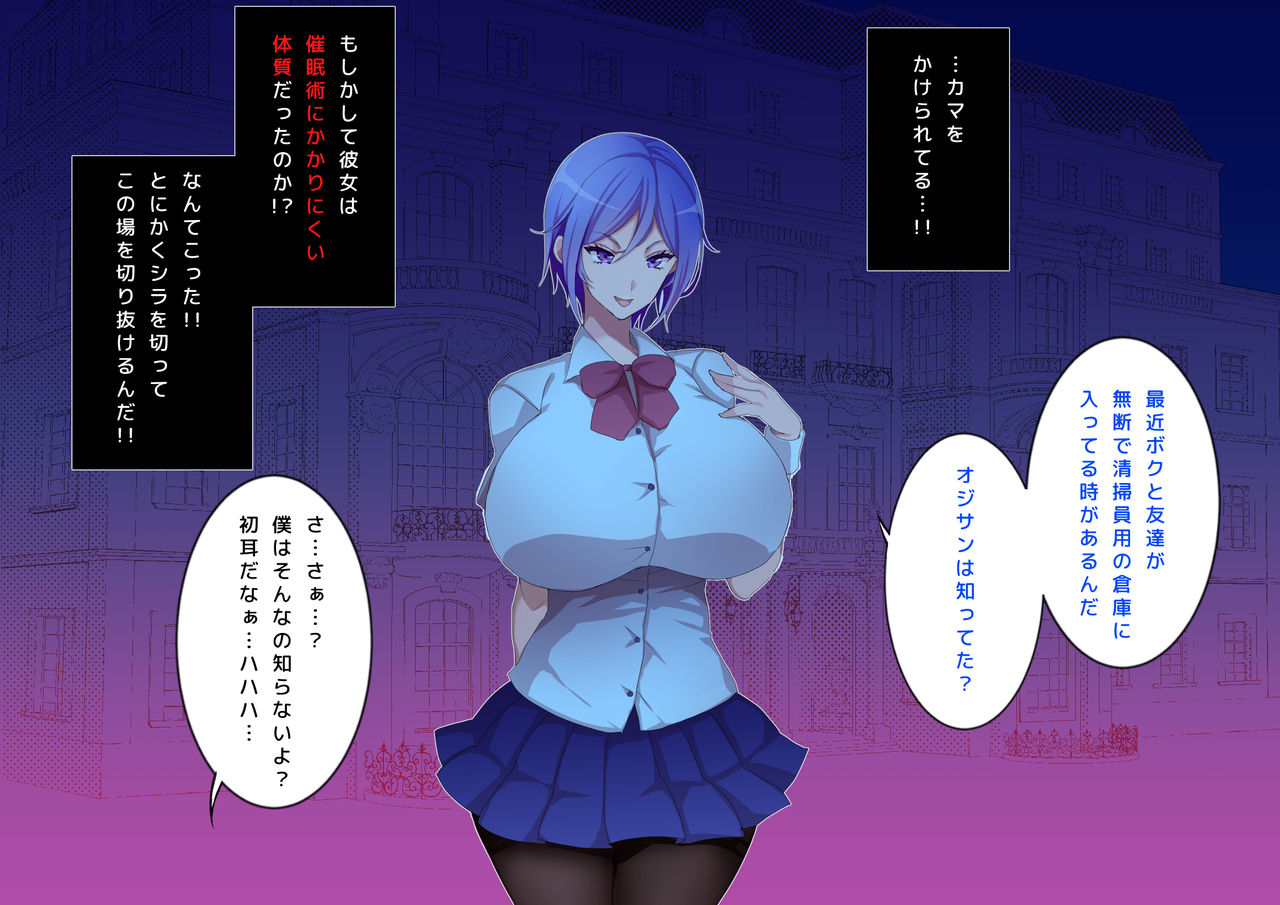 …カマを
かけられてる…!!
最近ボクと友達が
無断で清掃員用の倉庫に
入ってる時があるんだ
オジサンは知ってた?
もしかして彼女は
催眠術にかかりにくい
体質だったのか!?
なんてこった!!
とにかくシラを切って
この場を切り抜けるんだ!!
さ…さぁ…?
僕はそんなの知らないよ?
初耳だなぁ…ハハハ…